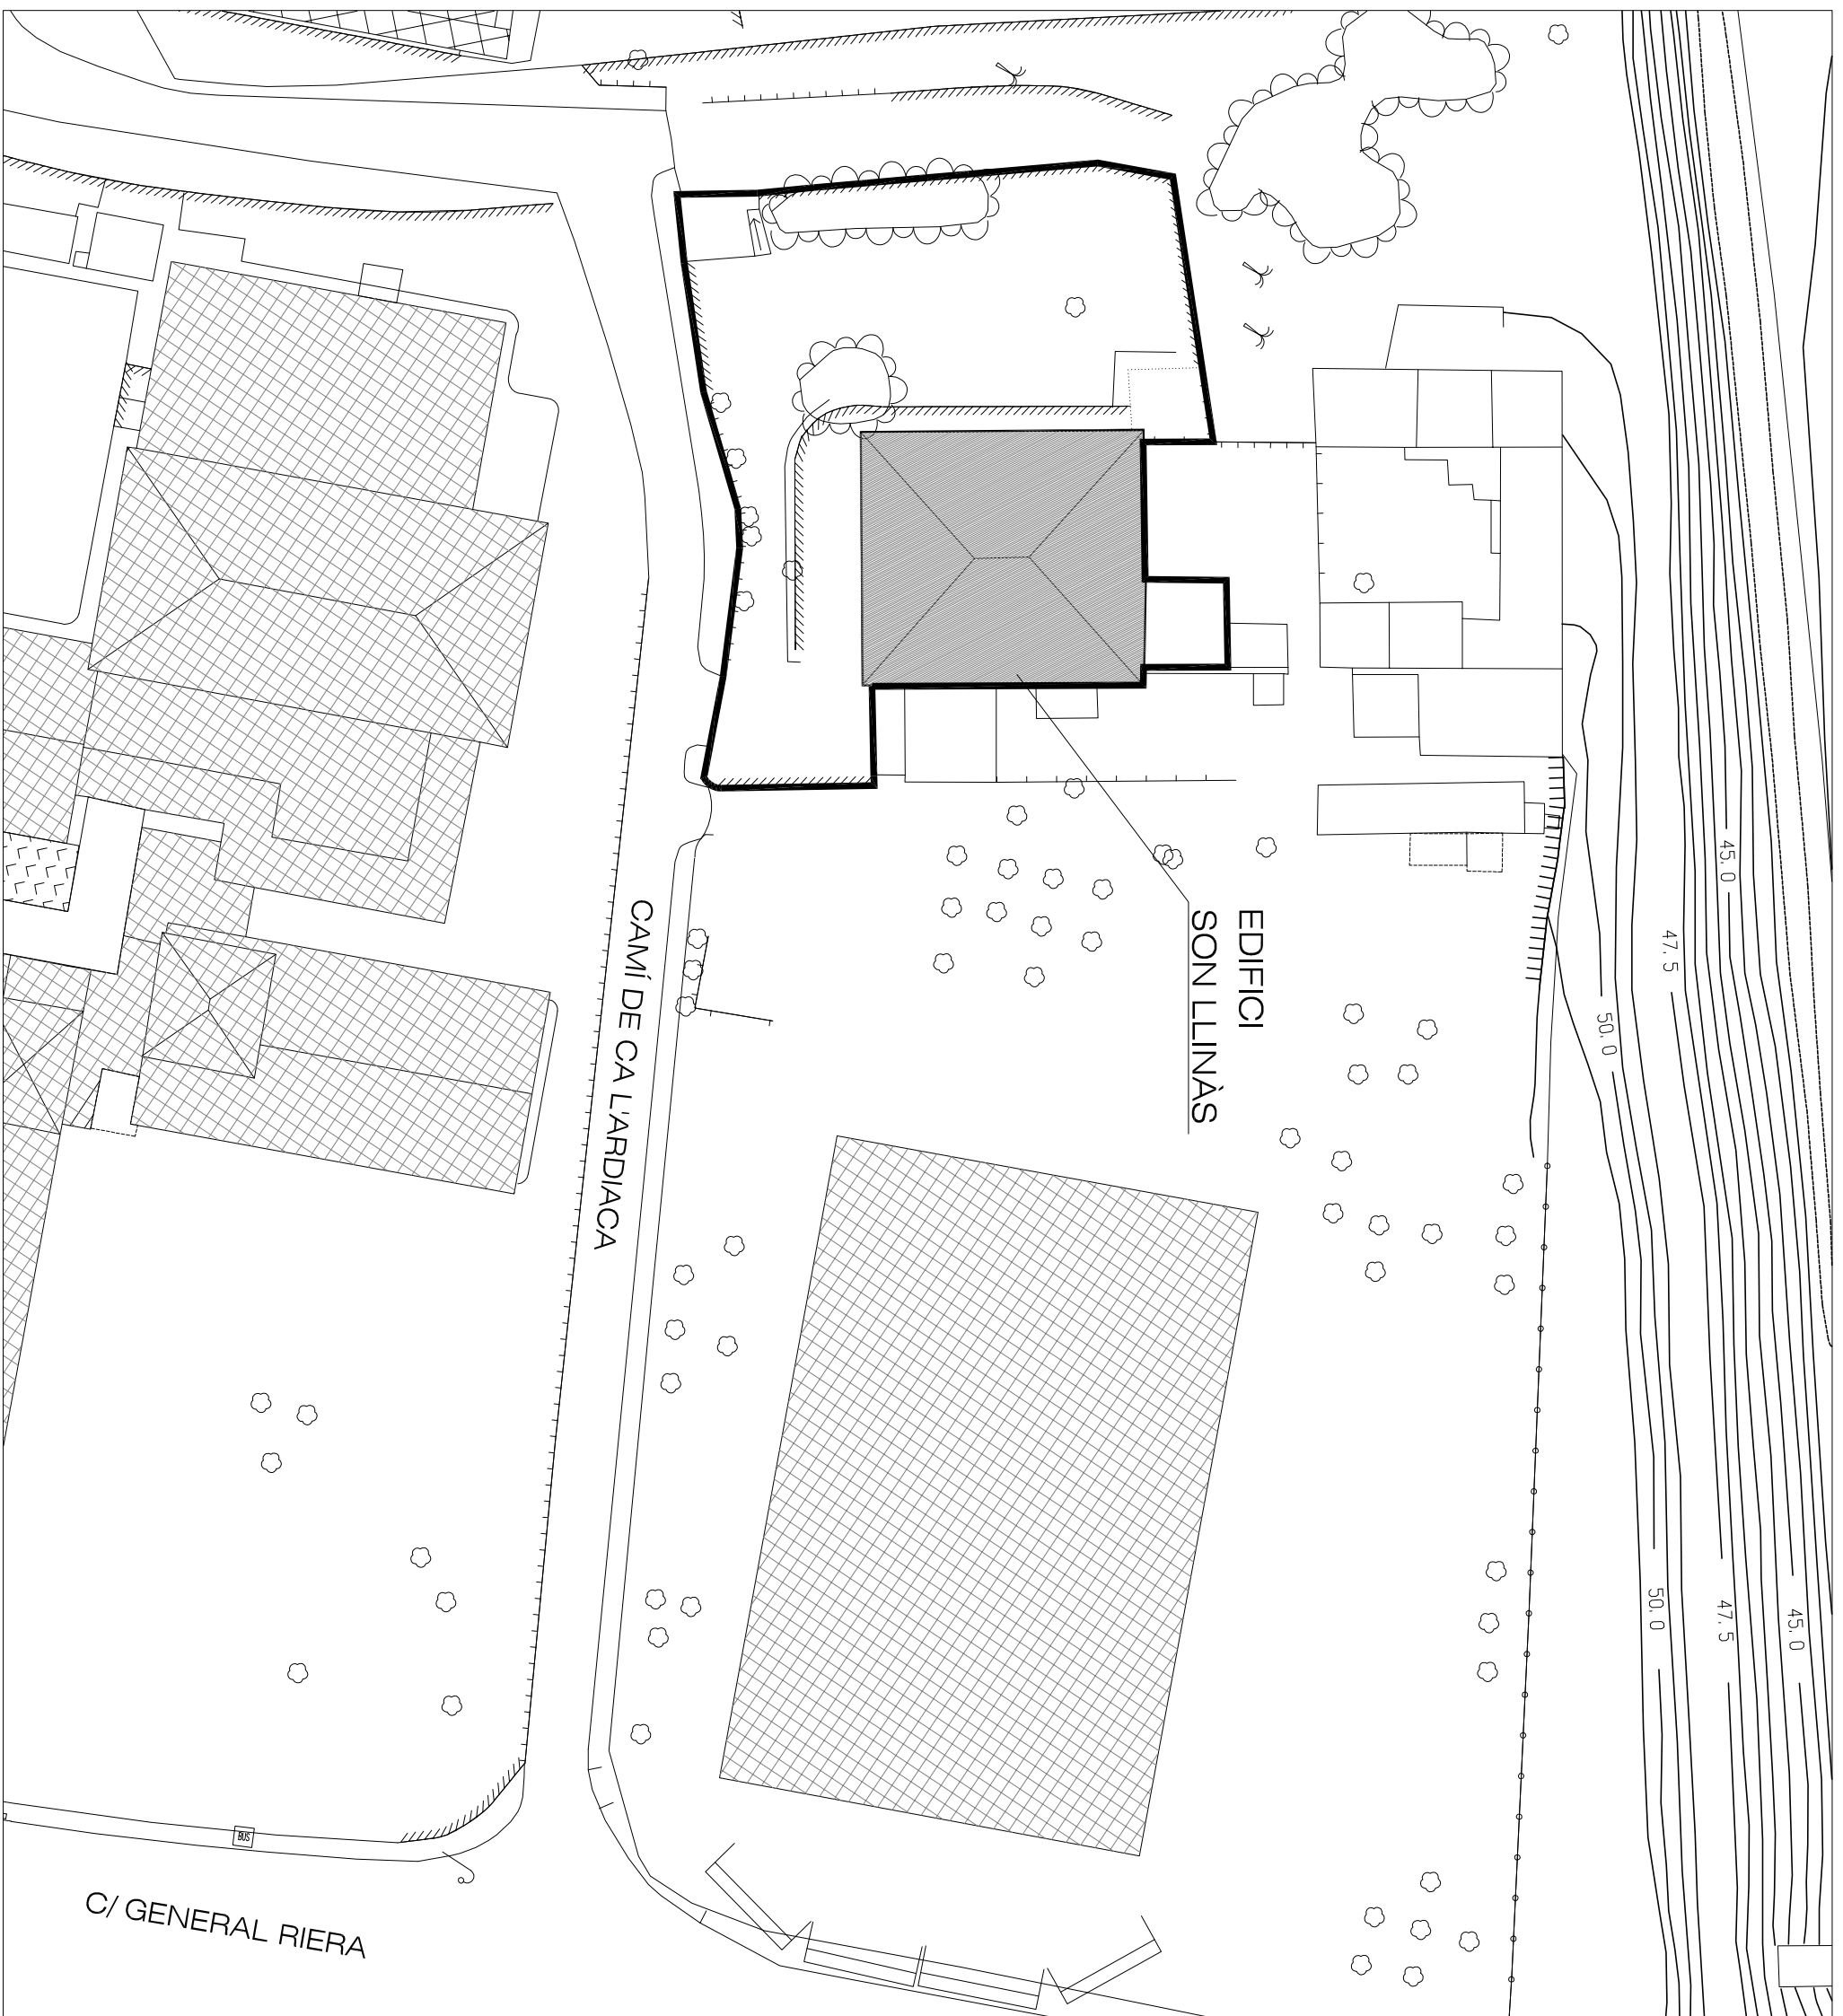 EDIFICI
SON LLINÀS
CAMÍ DE CA L'ARDIACA
C/ GENERAL RIERA
BUS
45.0
47.5
50.0
50.0
47.5
45.0